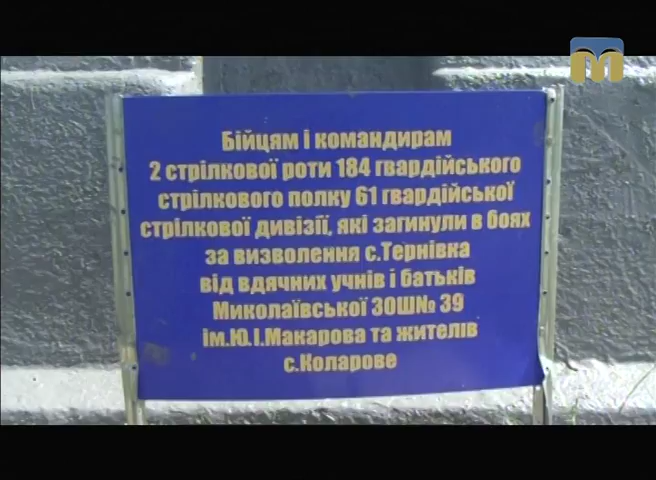 Бійцям і командирам
2 стрілкової роти 184 гвардійського
стрілкового полку 61 гвардійської
стрілкової дивізії, які загинули в боях
за визволення с.Тернівка
від вдячних учнів і батьків
Миколаївської ЗОШ№ 39
ім.Ю.І.Макарова та жителів
с.Коларове